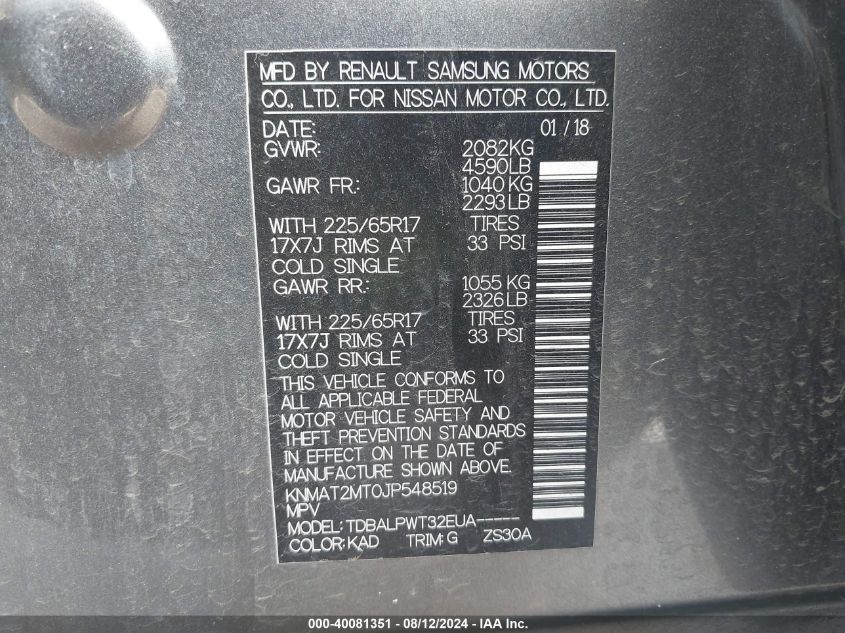 MFD BY RENAULT SAMSUNG MOTORS
CO., LTD. FOR NISSAN MOTOR CO., LTD.
DATE: 01 / 18
GVWR: 2082KG
4590LB
GAWR FR.: 1040KG
2293LB
WITH 225/65R17 TIRES
17X7J RIMS AT 33 PSI
COLD SINGLE
GAWR RR.: 1055 KG
2326LB
WITH 225/65R17 TIRES
17X7J RIMS AT 33 PSI
COLD SINGLE
THIS VEHICLE CONFORMS TO
ALL APPLICABLE FEDERAL
MOTOR VEHICLE SAFETY AND
THEFT PREVENTION STANDARDS
IN EFFECT ON THE DATE OF
MANUFACTURE SHOWN ABOVE.
KNMAT2MT0JP548519
MPV
MODEL: TDBALPWT32EUA-----
COLOR: KAD TRIM: G ZS30A
000-40081351 - 08/12/2024 - IAA Inc.